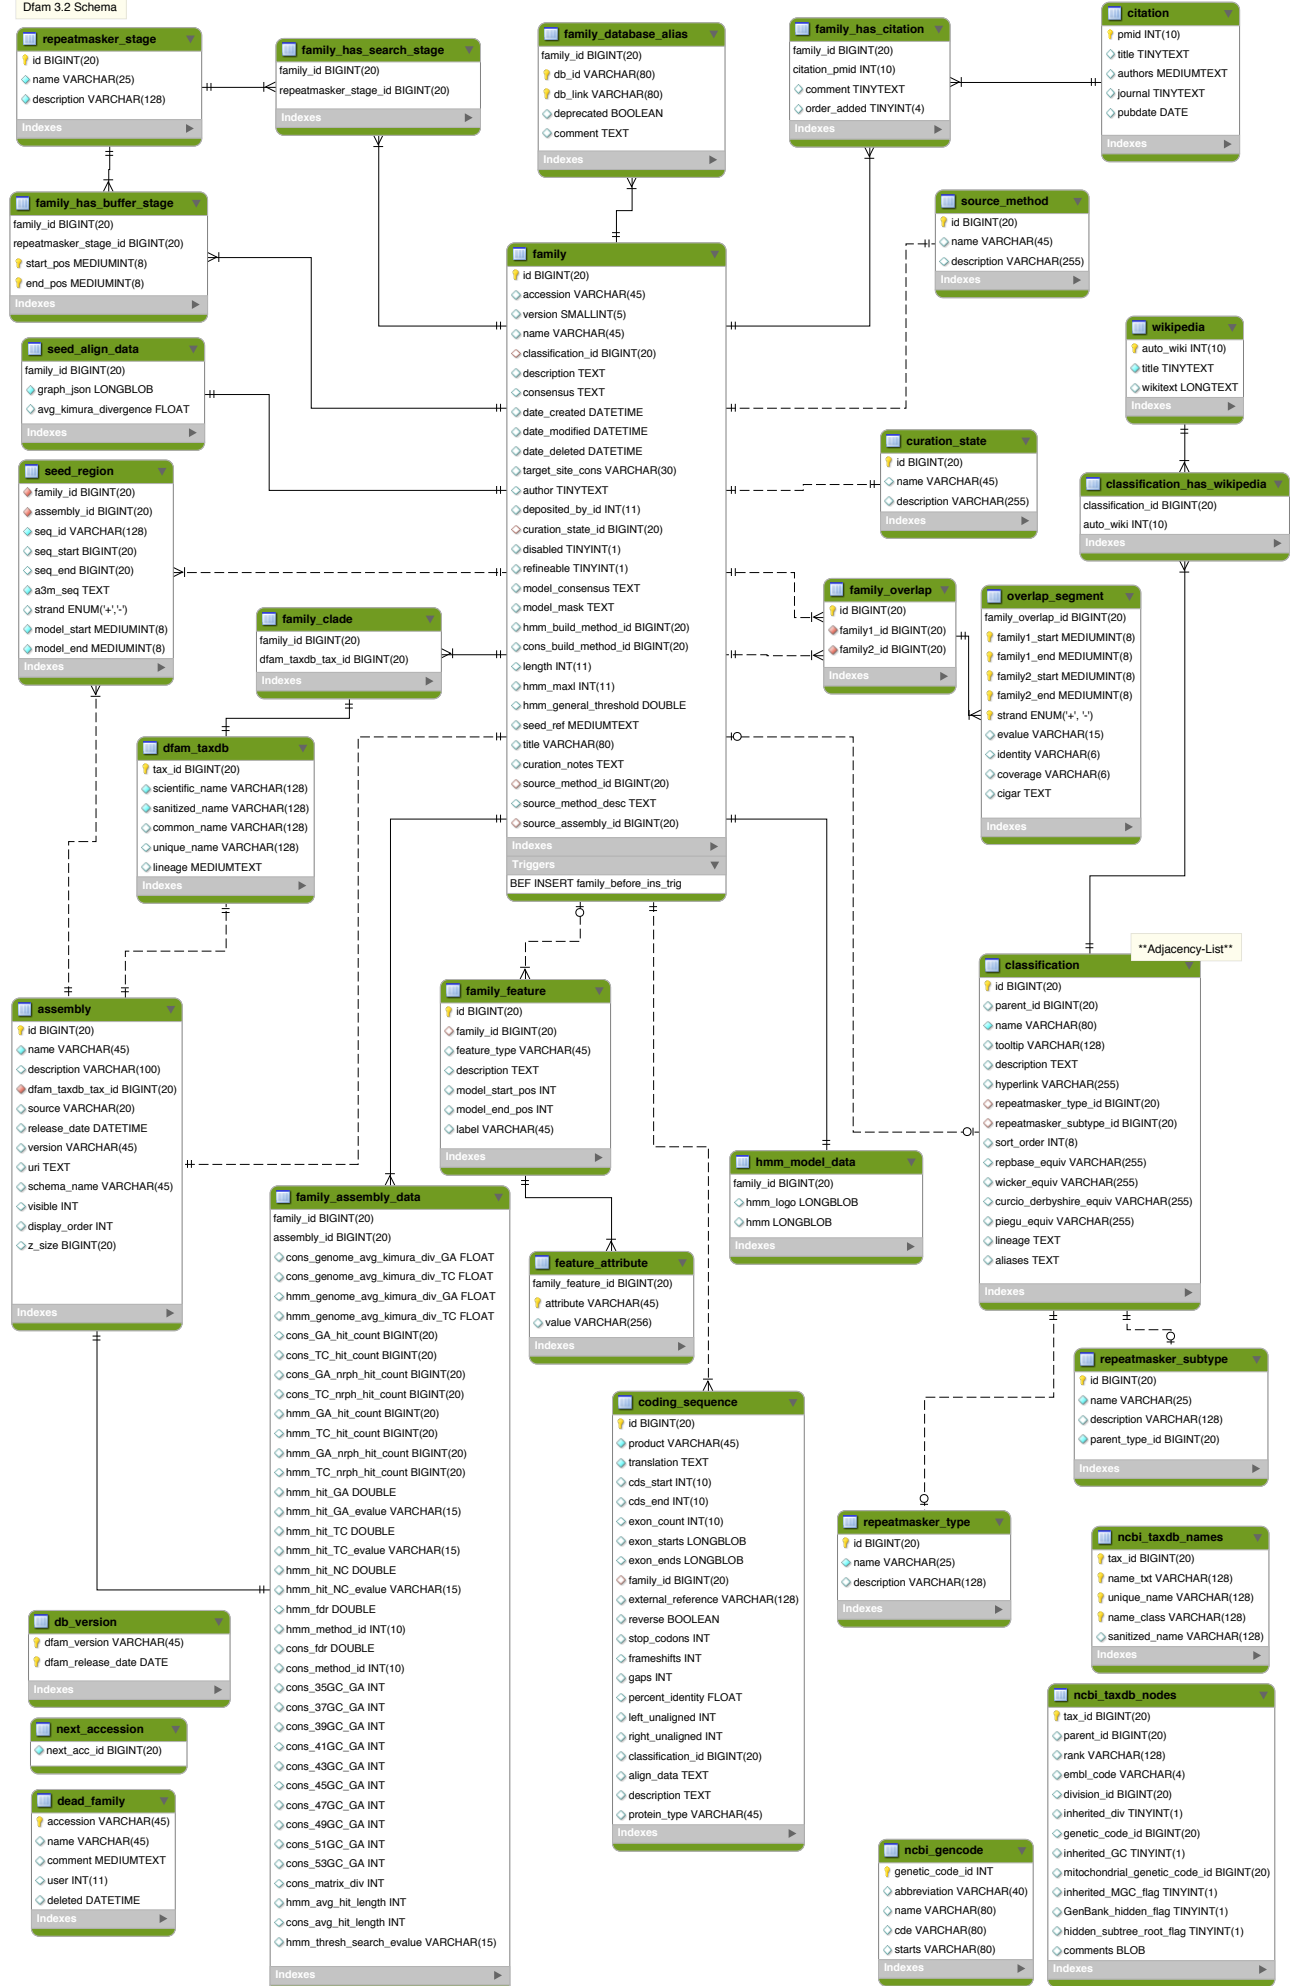 Dfam 3.2 Schema
repeatmasker_stage
id BIGINT(20)
name VARCHAR(25)
description VARCHAR(128)
Indexes
family_has_search_stage
family_id BIGINT(20)
repeatmasker_stage_id BIGINT(20)
Indexes
family_database_alias
family_id BIGINT(20)
db_id VARCHAR(80)
db_link VARCHAR(80)
deprecated BOOLEAN
comment TEXT
Indexes
family_has_citation
family_id BIGINT(20)
citation_pmid INT(10)
comment TINYTEXT
order_added TINYINT(4)
Indexes
citation
pmid INT(10)
title TINYTEXT
authors MEDIUMTEXT
journal TINYTEXT
pubdate DATE
Indexes
family_has_buffer_stage
family_id BIGINT(20)
repeatmasker_stage_id BIGINT(20)
start_pos MEDIUMINT(8)
end_pos MEDIUMINT(8)
Indexes
source_method
id BIGINT(20)
name VARCHAR(45)
description VARCHAR(255)
Indexes
family
id BIGINT(20)
accession VARCHAR(45)
version SMALLINT(5)
name VARCHAR(45)
classification_id BIGINT(20)
description TEXT
consensus TEXT
date_created DATETIME
date_modified DATETIME
date_deleted DATETIME
target_site_cons VARCHAR(30)
author TINYTEXT
deposited_by_id INT(11)
curation_state_id BIGINT(20)
disabled TINYINT(1)
refineable TINYINT(1)
model_consensus TEXT
model_mask TEXT
hmm_build_method_id BIGINT(20)
cons_build_method_id BIGINT(20)
length INT(11)
hmm_maxl INT(11)
hmm_general_threshold DOUBLE
seed_ref MEDIUMTEXT
title VARCHAR(80)
curation_notes TEXT
source_method_id BIGINT(20)
source_method_desc TEXT
source_assembly_id BIGINT(20)
Indexes
Triggers
BEF INSERT family_before_ins_trig
seed_align_data
family_id BIGINT(20)
graph_json LONGBLOB
avg_kimura_divergence FLOAT
Indexes
wikipedia
auto_wiki INT(10)
title TINYTEXT
wikitext LONGTEXT
Indexes
curation_state
id BIGINT(20)
name VARCHAR(45)
description VARCHAR(255)
Indexes
seed_region
family_id BIGINT(20)
assembly_id BIGINT(20)
seq_id VARCHAR(128)
seq_start BIGINT(20)
seq_end BIGINT(20)
a3m_seq TEXT
strand ENUM('+','-')
model_start MEDIUMINT(8)
model_end MEDIUMINT(8)
Indexes
classification_has_wikipedia
classification_id BIGINT(20)
auto_wiki INT(10)
Indexes
family_overlap
id BIGINT(20)
family1_id BIGINT(20)
family2_id BIGINT(20)
Indexes
overlap_segment
family_overlap_id BIGINT(20)
family1_start MEDIUMINT(8)
family1_end MEDIUMINT(8)
family2_start MEDIUMINT(8)
family2_end MEDIUMINT(8)
strand ENUM('+', '-')
evalue VARCHAR(15)
identity VARCHAR(6)
coverage VARCHAR(6)
cigar TEXT
Indexes
family_clade
family_id BIGINT(20)
dfam_taxdb_tax_id BIGINT(20)
Indexes
dfam_taxdb
tax_id BIGINT(20)
scientific_name VARCHAR(128)
sanitized_name VARCHAR(128)
common_name VARCHAR(128)
unique_name VARCHAR(128)
lineage MEDIUMTEXT
Indexes
**Adjacency-List**
classification
id BIGINT(20)
parent_id BIGINT(20)
name VARCHAR(80)
tooltip VARCHAR(128)
description TEXT
hyperlink VARCHAR(255)
repeatmasker_type_id BIGINT(20)
repeatmasker_subtype_id BIGINT(20)
sort_order INT(8)
repbase_equiv VARCHAR(255)
wicker_equiv VARCHAR(255)
curcio_derbyshire_equiv VARCHAR(255)
piegu_equiv VARCHAR(255)
lineage TEXT
aliases TEXT
Indexes
assembly
id BIGINT(20)
name VARCHAR(45)
description VARCHAR(100)
dfam_taxdb_tax_id BIGINT(20)
source VARCHAR(20)
release_date DATETIME
version VARCHAR(45)
uri TEXT
schema_name VARCHAR(45)
visible INT
display_order INT
z_size BIGINT(20)
Indexes
family_feature
id BIGINT(20)
family_id BIGINT(20)
feature_type VARCHAR(45)
description TEXT
model_start_pos INT
model_end_pos INT
label VARCHAR(45)
Indexes
hmm_model_data
family_id BIGINT(20)
hmm_logo LONGBLOB
hmm LONGBLOB
Indexes
family_assembly_data
family_id BIGINT(20)
assembly_id BIGINT(20)
cons_genome_avg_kimura_div_GA FLOAT
cons_genome_avg_kimura_div_TC FLOAT
hmm_genome_avg_kimura_div_GA FLOAT
hmm_genome_avg_kimura_div_TC FLOAT
cons_GA_hit_count BIGINT(20)
cons_TC_hit_count BIGINT(20)
cons_GA_nrph_hit_count BIGINT(20)
cons_TC_nrph_hit_count BIGINT(20)
hmm_GA_hit_count BIGINT(20)
hmm_TC_hit_count BIGINT(20)
hmm_GA_nrph_hit_count BIGINT(20)
hmm_TC_nrph_hit_count BIGINT(20)
hmm_hit_GA DOUBLE
hmm_hit_GA_evalue VARCHAR(15)
hmm_hit_TC DOUBLE
hmm_hit_TC_evalue VARCHAR(15)
hmm_hit_NC DOUBLE
hmm_hit_NC_evalue VARCHAR(15)
hmm_fdr DOUBLE
hmm_method_id INT(10)
cons_fdr DOUBLE
cons_method_id INT(10)
cons_35GC_GA INT
cons_37GC_GA INT
cons_39GC_GA INT
cons_41GC_GA INT
cons_43GC_GA INT
cons_45GC_GA INT
cons_47GC_GA INT
cons_49GC_GA INT
cons_51GC_GA INT
cons_53GC_GA INT
cons_matrix_div INT
hmm_avg_hit_length INT
cons_avg_hit_length INT
hmm_thresh_search_evalue VARCHAR(15)
Indexes
feature_attribute
family_feature_id BIGINT(20)
attribute VARCHAR(45)
value VARCHAR(256)
Indexes
repeatmasker_subtype
id BIGINT(20)
name VARCHAR(25)
description VARCHAR(128)
parent_type_id BIGINT(20)
Indexes
coding_sequence
id BIGINT(20)
product VARCHAR(45)
translation TEXT
cds_start INT(10)
cds_end INT(10)
exon_count INT(10)
exon_starts LONGBLOB
exon_ends LONGBLOB
family_id BIGINT(20)
external_reference VARCHAR(128)
reverse BOOLEAN
stop_codons INT
frameshifts INT
gaps INT
percent_identity FLOAT
left_unaligned INT
right_unaligned INT
classification_id BIGINT(20)
align_data TEXT
description TEXT
protein_type VARCHAR(45)
Indexes
repeatmasker_type
id BIGINT(20)
name VARCHAR(25)
description VARCHAR(128)
Indexes
ncbi_taxdb_names
tax_id BIGINT(20)
name_txt VARCHAR(128)
unique_name VARCHAR(128)
name_class VARCHAR(128)
sanitized_name VARCHAR(128)
Indexes
db_version
dfam_version VARCHAR(45)
dfam_release_date DATE
Indexes
ncbi_taxdb_nodes
tax_id BIGINT(20)
parent_id BIGINT(20)
rank VARCHAR(128)
embl_code VARCHAR(4)
division_id BIGINT(20)
inherited_div TINYINT(1)
genetic_code_id BIGINT(20)
inherited_GC TINYINT(1)
mitochondrial_genetic_code_id BIGINT(20)
inherited_MGC_flag TINYINT(1)
GenBank_hidden_flag TINYINT(1)
hidden_subtree_root_flag TINYINT(1)
comments BLOB
Indexes
next_accession
next_acc_id BIGINT(20)
Indexes
dead_family
accession VARCHAR(45)
name VARCHAR(45)
comment MEDIUMTEXT
user INT(11)
deleted DATETIME
Indexes
ncbi_gencode
genetic_code_id INT
abbreviation VARCHAR(40)
name VARCHAR(80)
cde VARCHAR(80)
starts VARCHAR(80)
Indexes